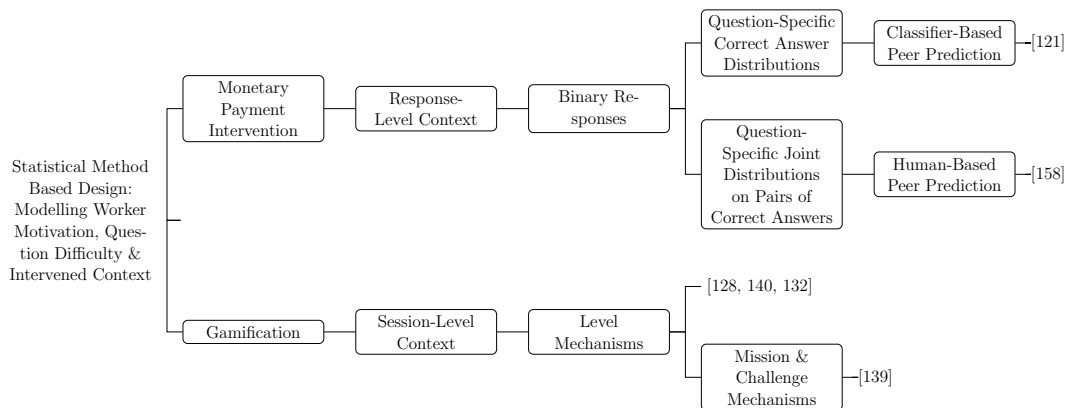 Statistical Method
Based Design:
Modelling Worker
Motivation, Ques-
tion Difficulty &
Intervened Context
Monetary
Payment
Intervention
Response-
Level Context
Binary Re-
sponses
Question-Specific
Correct Answer
Distributions
Classifier-Based
Peer Prediction
[121]
Question-
Specific Joint
Distributions
on Pairs of
Correct Answers
Human-Based
Peer Prediction
[158]
Gamification
Session-Level
Context
Level
Mechanisms
[128, 140, 132]
Mission &
Challenge
Mechanisms
[139]